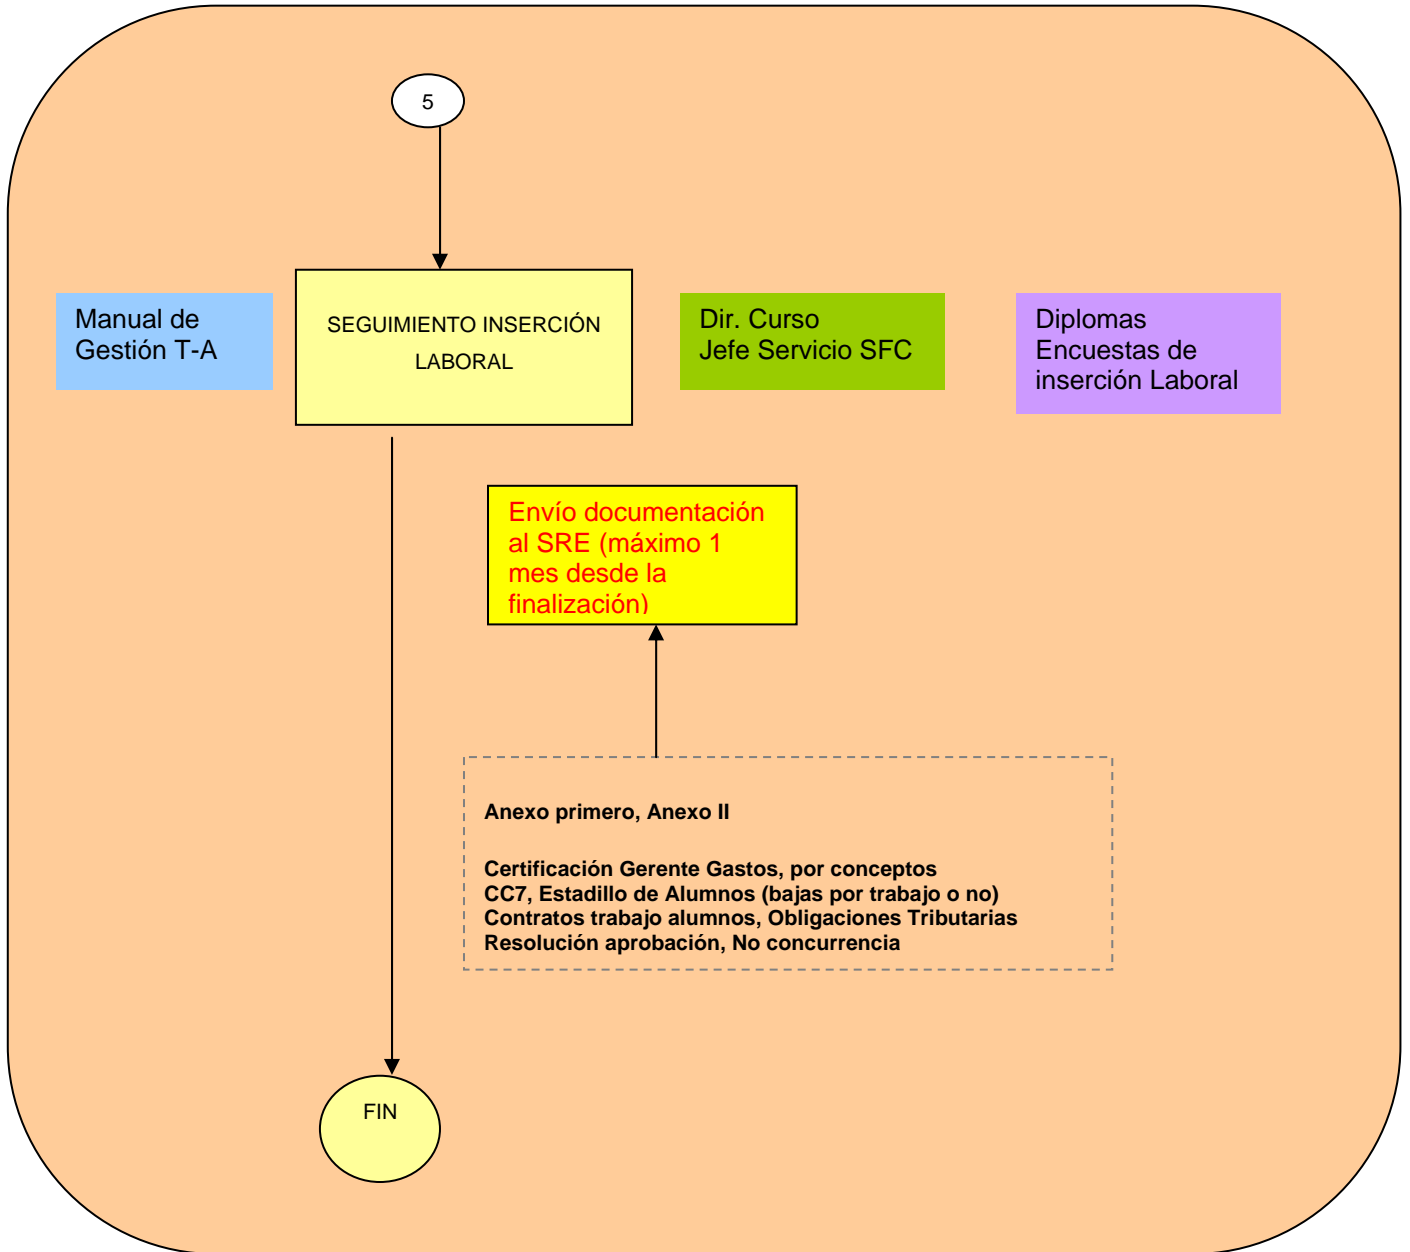 5
Manual de
Gestión T-A
SEGUIMIENTO INSERCIÓN
LABORAL
Dir. Curso
Jefe Servicio SFC
Diplomas
Encuestas de
inserción Laboral
Envío documentación
al SRE (máximo 1
mes desde la
finalización)
Anexo primero, Anexo II
Certificación Gerente Gastos, por conceptos
CC7, Estadillo de Alumnos (bajas por trabajo o no)
Contratos trabajo alumnos, Obligaciones Tributarias
Resolución aprobación, No concurrencia
FIN